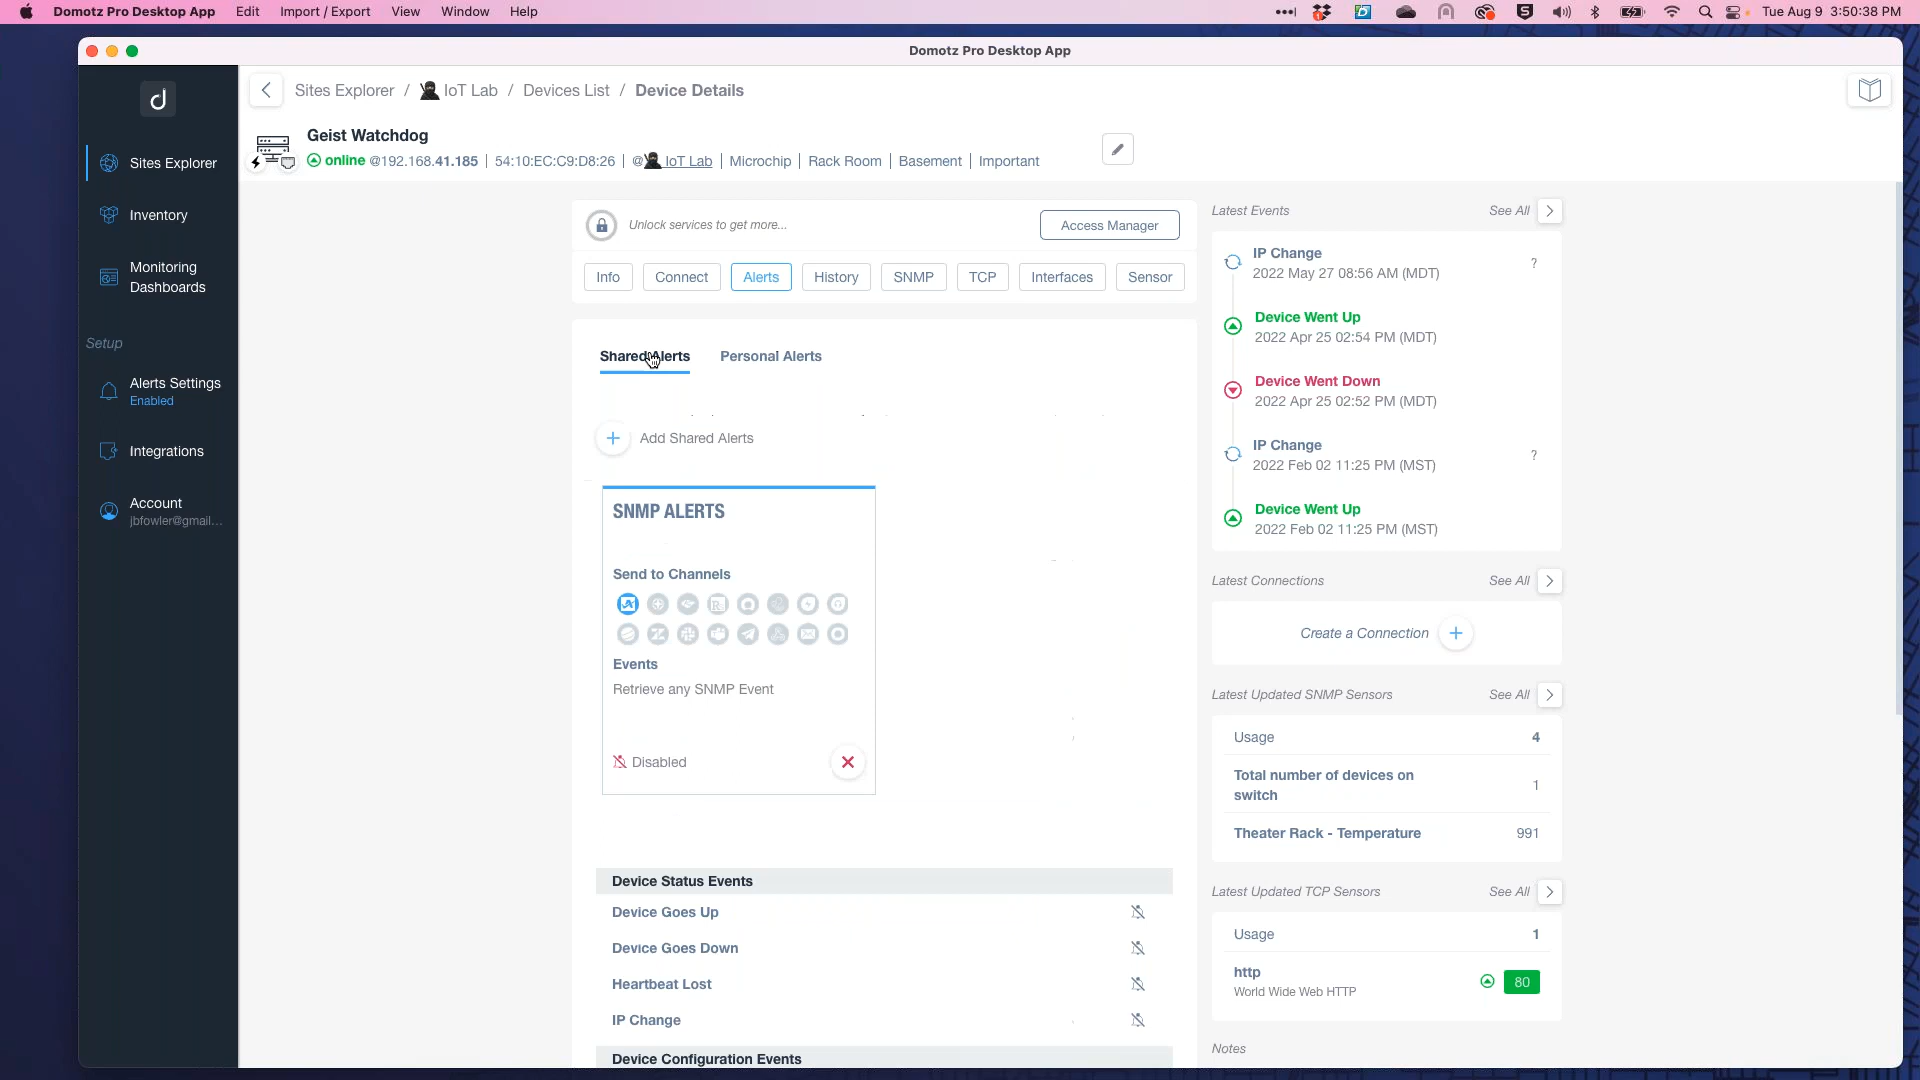 Domotz Pro Desktop App Edit Import / Export View Window Help Tue Aug 9 3:50:38 PM
Domotz Pro Desktop App
Sites Explorer / IoT Lab / Devices List / Device Details
Geist Watchdog
online @192.168.41.185 | 54:10:EC:C9:D8:26 | @ IoT Lab | Microchip | Rack Room | Basement | Important
Sites Explorer
Inventory
Monitoring
Dashboards
Setup
Alerts Settings
Enabled
Integrations
Account
jbfowler@gmail...
Unlock services to get more...
Access Manager
Info Connect Alerts History SNMP TCP Interfaces Sensor
Shared Alerts Personal Alerts
Add Shared Alerts
SNMP ALERTS
Send to Channels
Events
Retrieve any SNMP Event
Disabled
Device Status Events
Device Goes Up
Device Goes Down
Heartbeat Lost
IP Change
Device Configuration Events
Latest Events See All
IP Change
2022 May 27 08:56 AM (MDT) ?
Device Went Up
2022 Apr 25 02:54 PM (MDT)
Device Went Down
2022 Apr 25 02:52 PM (MDT)
IP Change
2022 Feb 02 11:25 PM (MST) ?
Device Went Up
2022 Feb 02 11:25 PM (MST)
Latest Connections See All
Create a Connection
Latest Updated SNMP Sensors See All
Usage 4
Total number of devices on
switch 1
Theater Rack - Temperature 991
Latest Updated TCP Sensors See All
Usage 1
http
World Wide Web HTTP 80
Notes